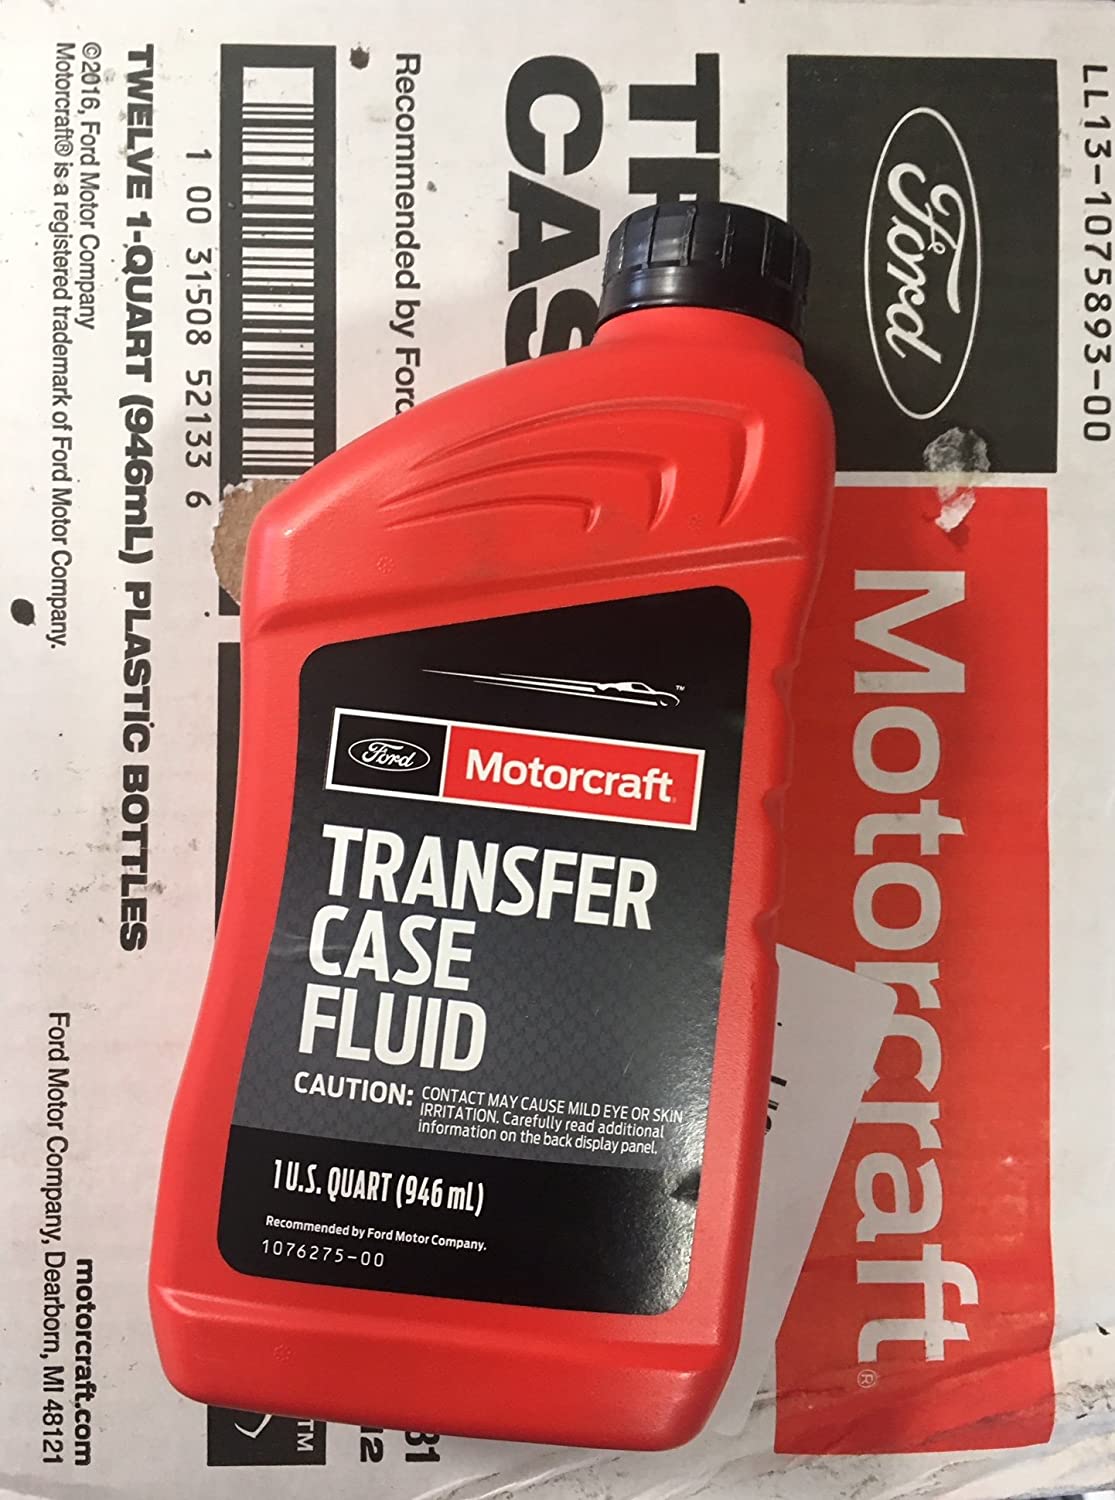 Ford
Motorcraft
TRANSFER
CASE
FLUID
CAUTION: CONTACT MAY CAUSE MILD EYE OR SKIN
IRRITATION. Carefully read additional
information on the back display panel.
1 U.S. QUART (946 mL)
Recommended by Ford Motor Company.
1076275-00
LL13-1075893-00
Ford
Motorcraft®
CAS
Recommended by Ford
1 00 31508 52133 6
TWELVE 1-QUART (946mL) PLASTIC BOTTLES
©2016, Ford Motor Company
Motorcraft® is a registered trademark of Ford Motor Company.
motorcraft.com
Ford Motor Company, Dearborn, MI 48121
TM